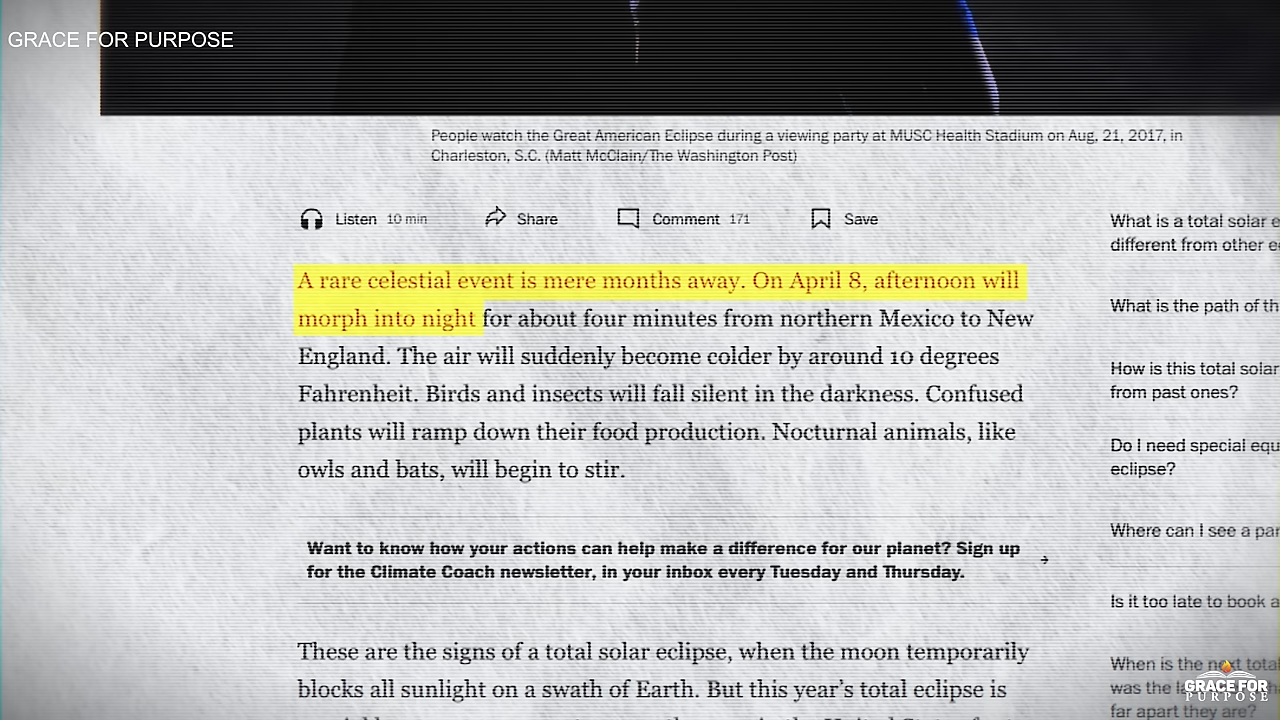 GRACE FOR PURPOSE
People watch the Great American Eclipse during a viewing party at MUSC Health Stadium on Aug, 21, 2017, in
Charleston, S.C. (Matt McClain/The Washington Post)
Listen 10 min Share Comment 171 Save
A rare celestial event is mere months away. On April 8, afternoon will
morph into night for about four minutes from northern Mexico to New
England. The air will suddenly become colder by around 10 degrees
Fahrenheit. Birds and insects will fall silent in the darkness. Confused
plants will ramp down their food production. Nocturnal animals, like
owls and bats, will begin to stir.
Want to know how your actions can help make a difference for our planet? Sign up
for the Climate Coach newsletter, in your inbox every Tuesday and Thursday.
These are the signs of a total solar eclipse, when the moon temporarily
blocks all sunlight on a swath of Earth. But this year's total eclipse is
What is a total solar e
different from other e
What is the path of th
How is this total solar
from past ones?
Do I need special equ
eclipse?
Where can I see a par
Is it too late to book a
When is the next total
was the
far apart they are?
GRACE FOR
PURPOSE